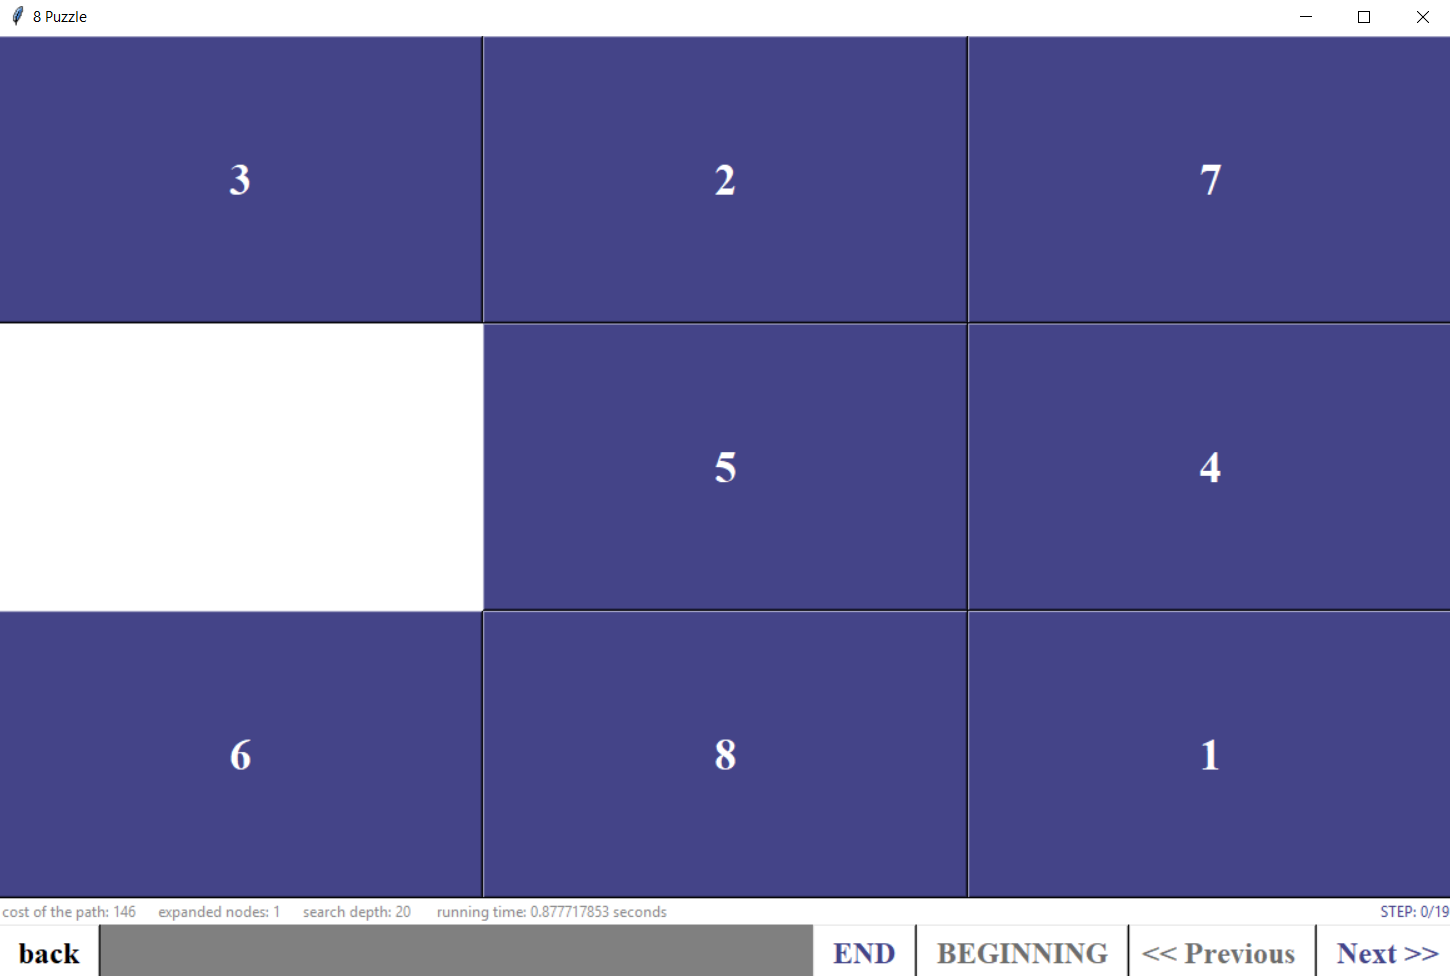 8 Puzzle
3 2 7
5 4
6 8 1
cost of the path: 146 expanded nodes: 1 search depth: 20 running time: 0.877717853 seconds STEP: 0/19
back END BEGINNING << Previous Next >>